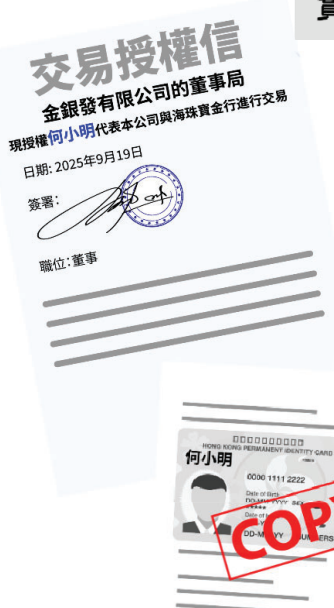 交易授權信
金銀發有限公司的董事局
現授權何小明代表本公司與海珠寶金行進行交易
日期: 2025年9月19日
簽署:
職位: 董事
HONG KONG PERMANENT IDENTITY CARD
何小明
0000 1111 2222
Date of Birth
COPY